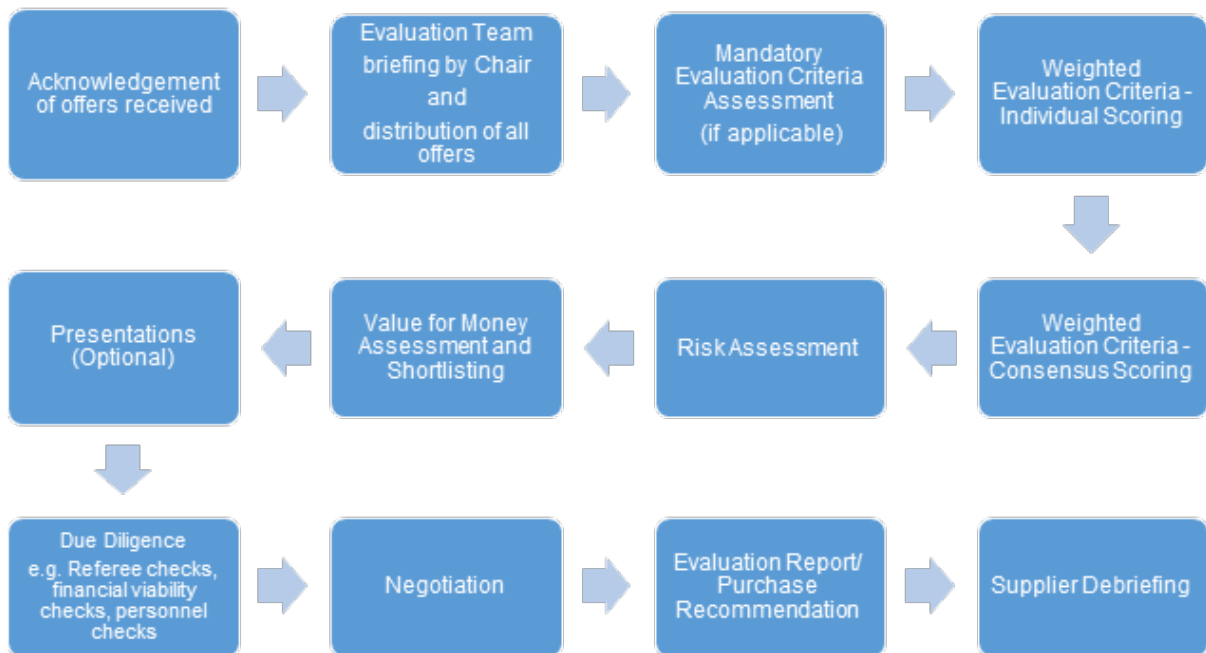 Acknowledgement
of offers received
Evaluation Team
briefing by Chair
and
distribution of all
offers
Mandatory
Evaluation Criteria
Assessment
(if applicable)
Weighted
Evaluation Criteria -
Individual Scoring
Weighted
Evaluation Criteria -
Consensus Scoring
Risk Assessment
Value for Money
Assessment and
Shortlisting
Presentations
(Optional)
Due Diligence
e.g. Referee checks,
financial viability
checks, personnel
checks
Negotiation
Evaluation Report/
Purchase
Recommendation
Supplier Debriefing